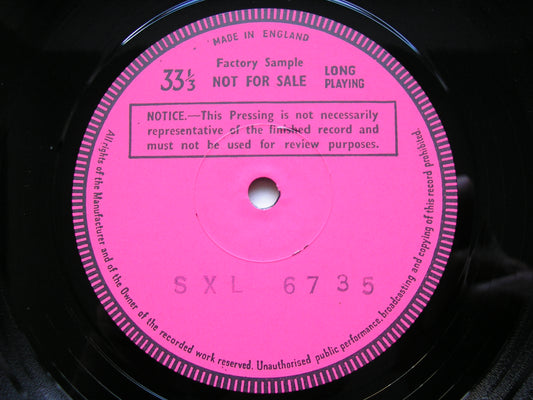 MADE IN ENGLAND
Factory Sample
33⅓ NOT FOR SALE LONG PLAYING
NOTICE.—This Pressing is not necessarily
representative of the finished record and
must not be used for review purposes.
SXL 6735
All rights of the Manufacturer and of the Owner of the recorded work reserved. Unauthorised public performance, broadcasting and copying of this record prohibited.